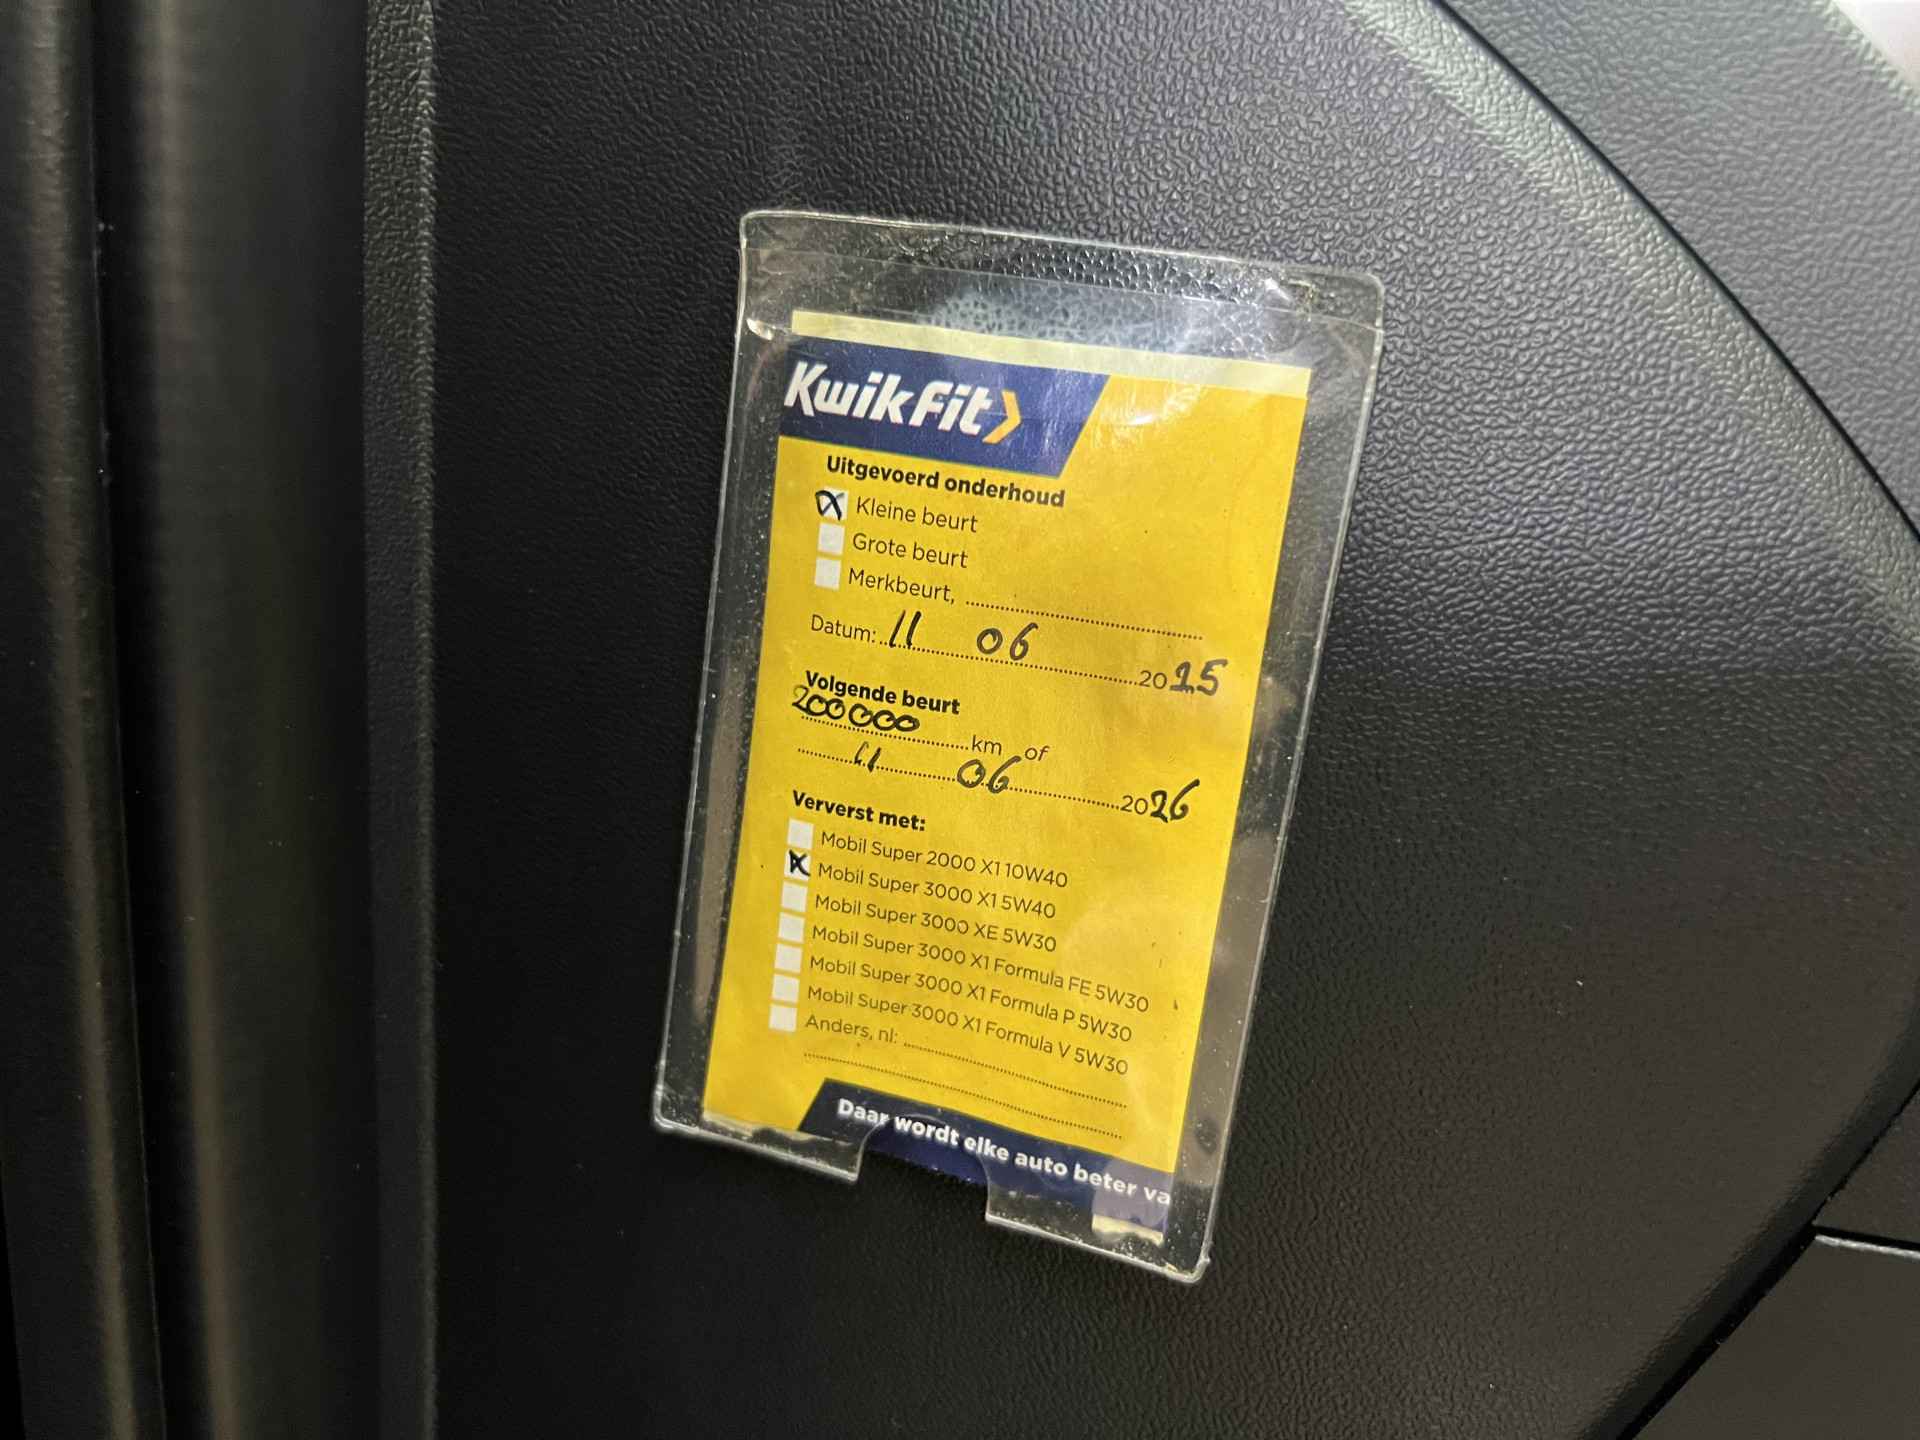 KwikFit
Uitgevoerd onderhoud
Kleine beurt
Grote beurt
Merkbeurt,
Datum: 11 06 2025
Volgende beurt
200000 km of
11 06 2026
Ververst met:
Mobil Super 2000 X1 10W40
Mobil Super 3000 X1 5W40
Mobil Super 3000 XE 5W30
Mobil Super 3000 X1 Formula FE 5W30
Mobil Super 3000 X1 Formula P 5W30
Mobil Super 3000 X1 Formula V 5W30
Anders, nl:
Daar wordt elke auto beter va